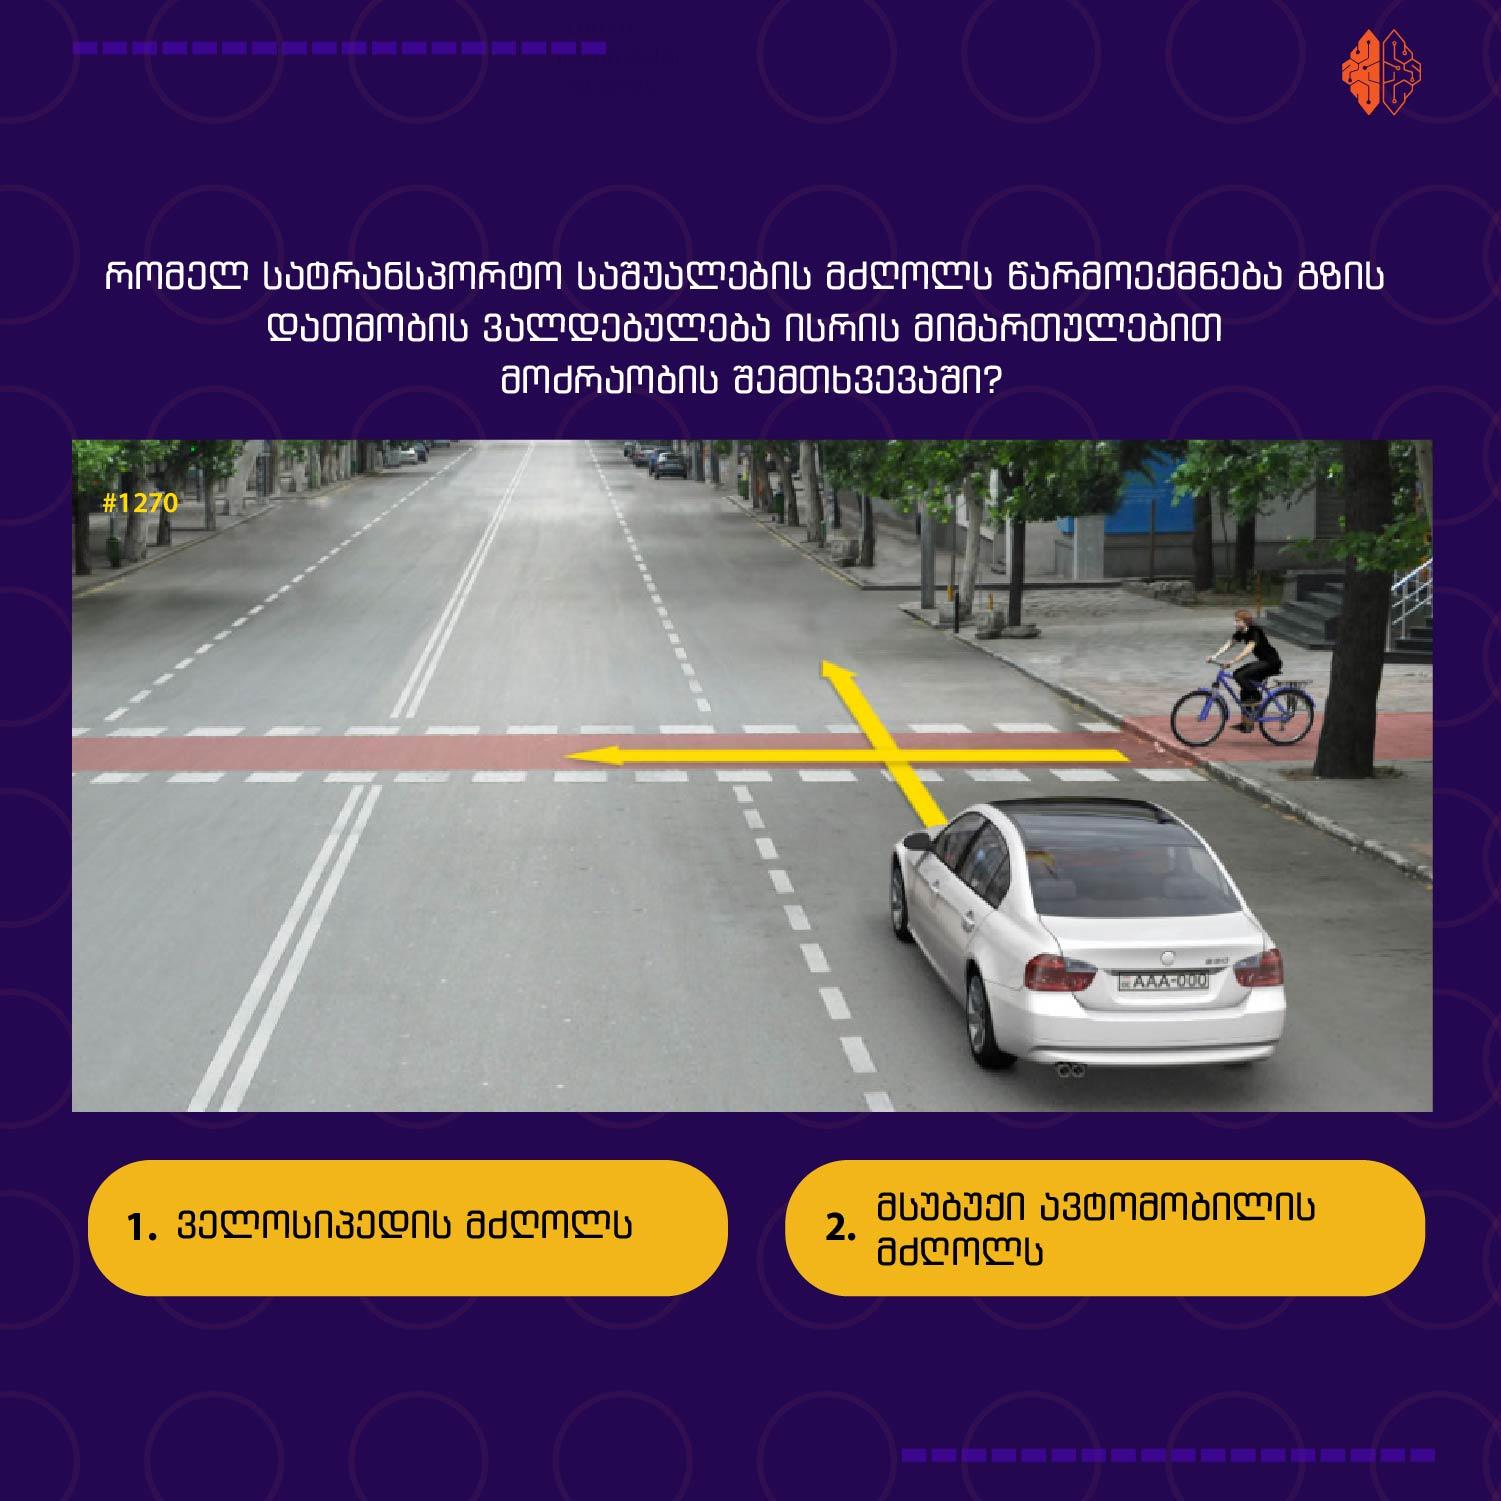 რომელ სატრანსპორტო საშუალების მძღოლს წარმოექმნება გზის
დათმობის ვალდებულება ისრის მიმართულებით
მოძრაობის შემთხვევაში?
#1270
AAA-000
1. ველოსიპედის მძღოლს
2. მსუბუქი ავტომობილის
მძღოლს